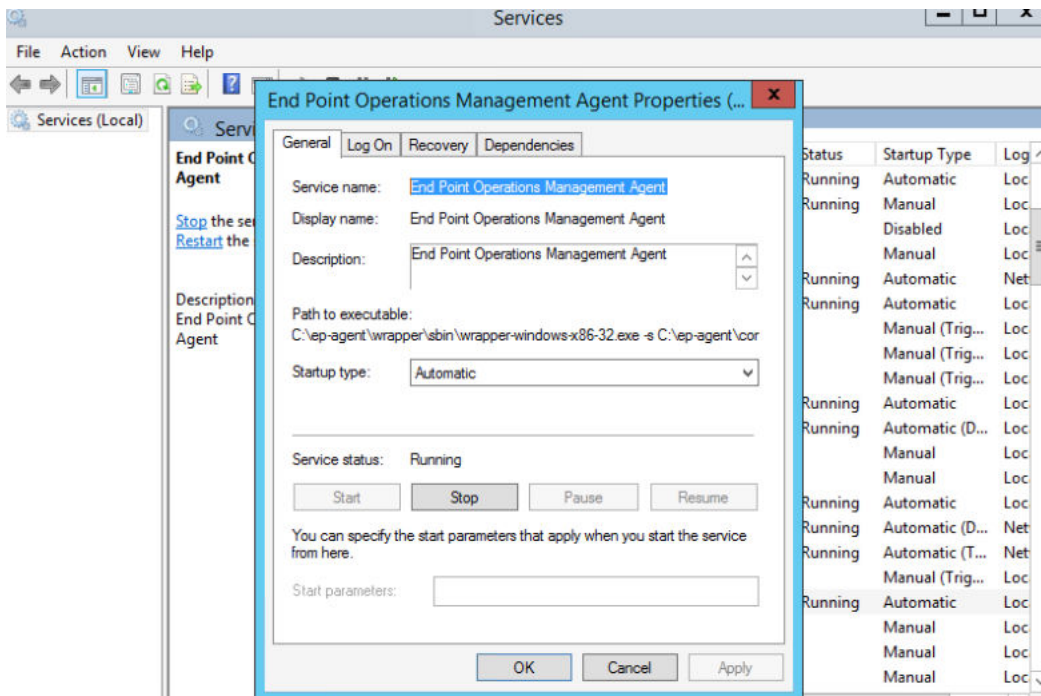 Services
File Action View Help
Services (Local)
End Point Operations Management Agent Properties (...
General Log On Recovery Dependencies
Service name: End Point Operations Management Agent
Display name: End Point Operations Management Agent
Description: End Point Operations Management Agent
Path to executable:
C:\ep-agent\wrapper\sbin\wrapper-windows-x86-32.exe -s C:\ep-agent\cor
Startup type: Automatic
Service status: Running
Start Stop Pause Resume
You can specify the start parameters that apply when you start the service
from here.
Start parameters:
OK Cancel Apply
Servi
End Point O
Agent
Stop the ser
Restart the
Description
End Point O
Agent
Status Startup Type Log
Running Automatic Loc
Running Manual Loc
Disabled Loc
Manual Loc
Running Automatic Net
Running Automatic Loc
Manual (Trig... Loc
Manual (Trig... Loc
Manual (Trig... Loc
Running Automatic Loc
Running Automatic (D... Loc
Manual Loc
Manual Loc
Running Automatic Loc
Running Automatic (D... Net
Running Automatic (T... Net
Manual (Trig... Loc
Running Automatic Loc
Manual Loc
Manual Loc
Manual Loc